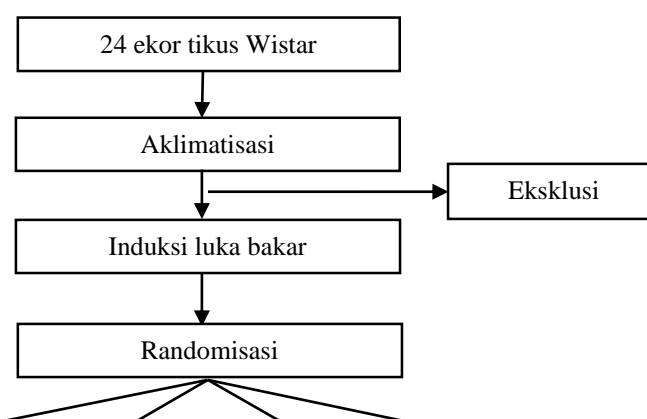 24 ekor tikus Wistar
Aklimatisasi
Eksklusi
Induksi luka bakar
Randomisasi